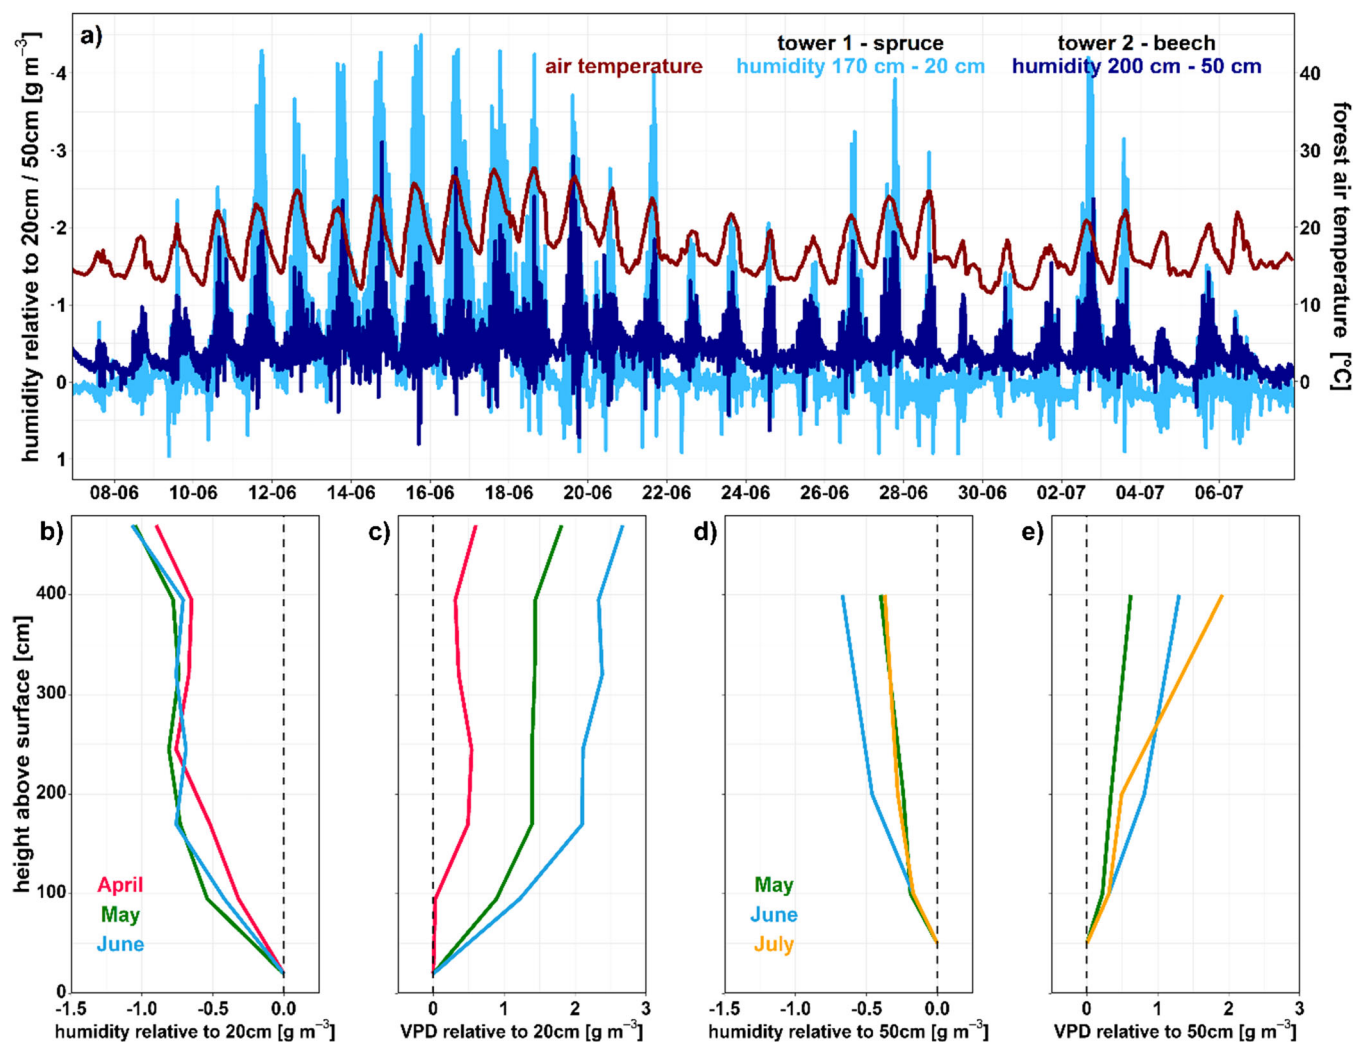 a)
tower 1 - spruce
tower 2 - beech
air temperature
humidity 170 cm - 20 cm
humidity 200 cm - 50 cm
humidity relative to 20cm / 50cm [g m⁻³]
-4
-3
-2
-1
0
1
40
30
20
10
0
forest air temperature [°C]
08-06 10-06 12-06 14-06 16-06 18-06 20-06 22-06 24-06 26-06 28-06 30-06 02-07 04-07 06-07
b)
c)
d)
e)
height above surface [cm]
400
300
200
100
0
April
May
June
May
June
July
-1.5 -1.0 -0.5 0.0
0 1 2 3
-1.5 -1.0 -0.5 0.0
0 1 2 3
humidity relative to 20cm [g m⁻³]
VPD relative to 20cm [g m⁻³]
humidity relative to 50cm [g m⁻³]
VPD relative to 50cm [g m⁻³]